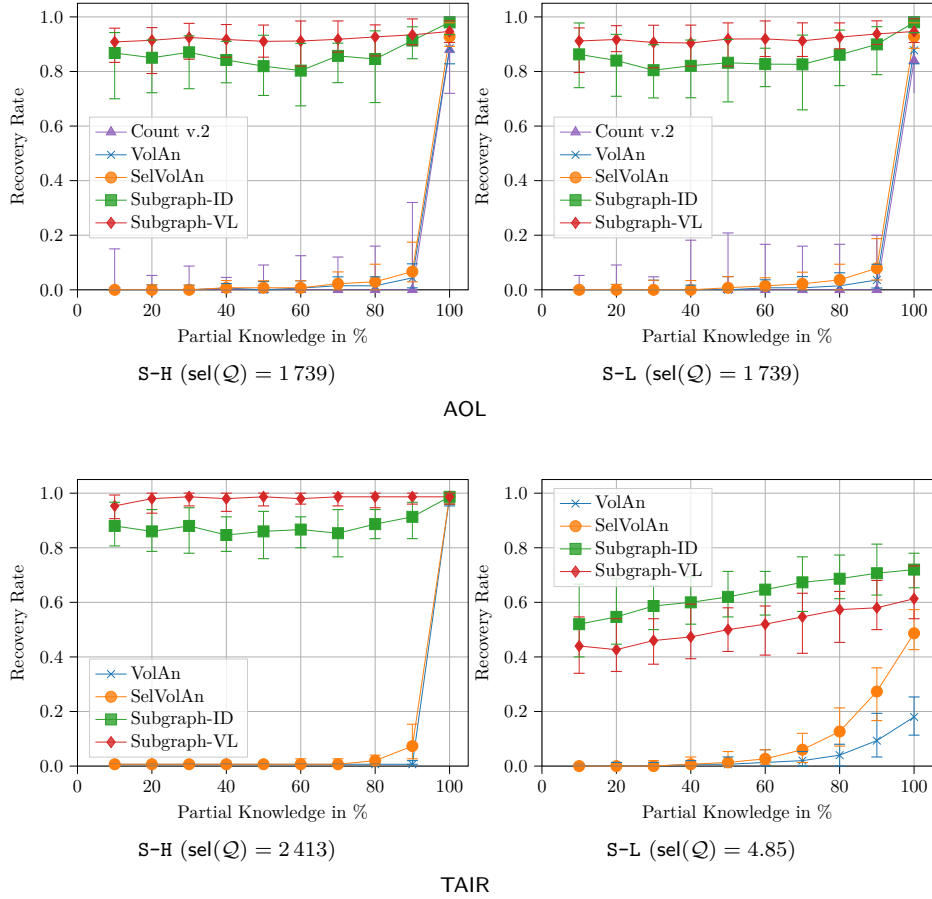 1.0
0.8
0.6
0.4
0.2
0.0
Recovery Rate
Count v.2
VolAn
SelVolAn
Subgraph-ID
Subgraph-VL
0 20 40 60 80 100
Partial Knowledge in %
S-H (sel(𝒬) = 1 739)
1.0
0.8
0.6
0.4
0.2
0.0
Recovery Rate
Count v.2
VolAn
SelVolAn
Subgraph-ID
Subgraph-VL
0 20 40 60 80 100
Partial Knowledge in %
S-L (sel(𝒬) = 1 739)
AOL
1.0
0.8
0.6
0.4
0.2
0.0
Recovery Rate
VolAn
SelVolAn
Subgraph-ID
Subgraph-VL
0 20 40 60 80 100
Partial Knowledge in %
S-H (sel(𝒬) = 2 413)
1.0
0.8
0.6
0.4
0.2
0.0
Recovery Rate
VolAn
SelVolAn
Subgraph-ID
Subgraph-VL
0 20 40 60 80 100
Partial Knowledge in %
S-L (sel(𝒬) = 4.85)
TAIR